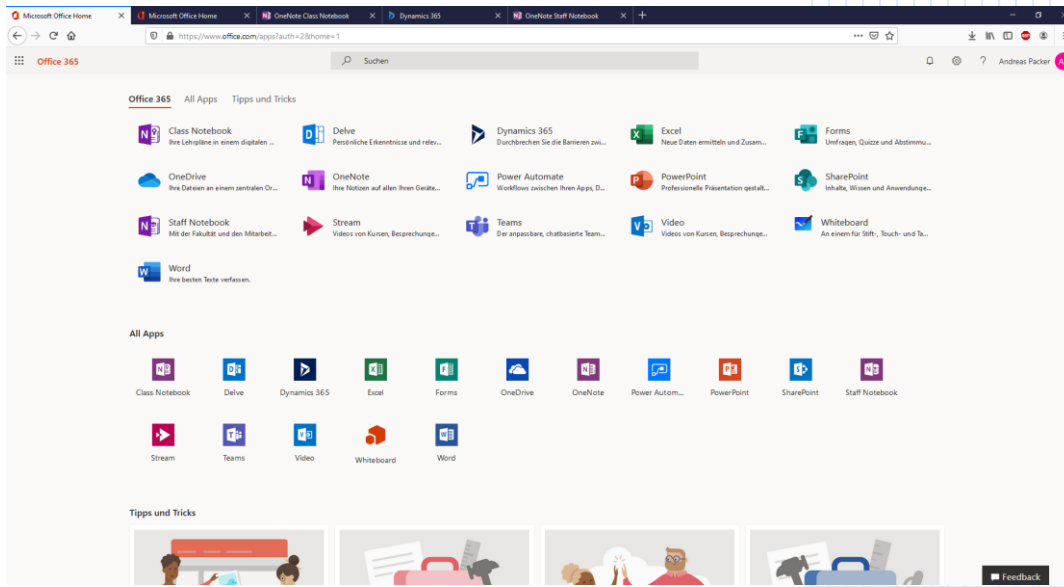 Microsoft Office Home
Microsoft Office Home
OneNote Class Notebook
Dynamics 365
OneNote Staff Notebook
https://www.office.com/apps?auth=2&home=1
Office 365
Suchen
Andreas Packer
Office 365 All Apps Tipps und Tricks
Class Notebook
Ihre Lehrpläne in einem digitalen ...
Delve
Persönliche Erkenntnisse und relev...
Dynamics 365
Durchbrechen Sie die Barrieren zwi...
Excel
Neue Daten ermitteln und Zusam...
Forms
Umfragen, Quizze und Abstimmu...
OneDrive
Ihre Dateien an einem zentralen Or...
OneNote
Ihre Notizen auf allen Ihren Geräte...
Power Automate
Workflows zwischen Ihren Apps, D...
PowerPoint
Professionelle Präsentation gestalt...
SharePoint
Inhalte, Wissen und Anwendunge...
Staff Notebook
Mit der Fakultät und den Mitarbeit...
Stream
Videos von Kursen, Besprechunge...
Teams
Der anpassbare, chatbasierte Team...
Video
Videos von Kursen, Besprechunge...
Whiteboard
An einem für Stift-, Touch- und Ta...
Word
Ihre besten Texte verfassen.
All Apps
Class Notebook
Delve
Dynamics 365
Excel
Forms
OneDrive
OneNote
Power Autom...
PowerPoint
SharePoint
Staff Notebook
Stream
Teams
Video
Whiteboard
Word
Tipps und Tricks
Feedback